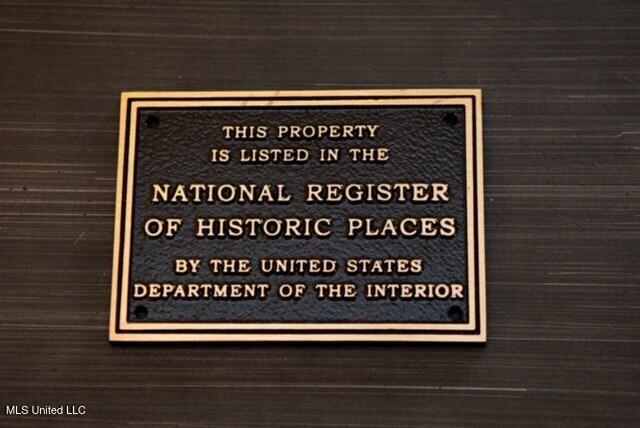 THIS PROPERTY
IS LISTED IN THE
NATIONAL REGISTER
OF HISTORIC PLACES
BY THE UNITED STATES
DEPARTMENT OF THE INTERIOR
MLS United LLC